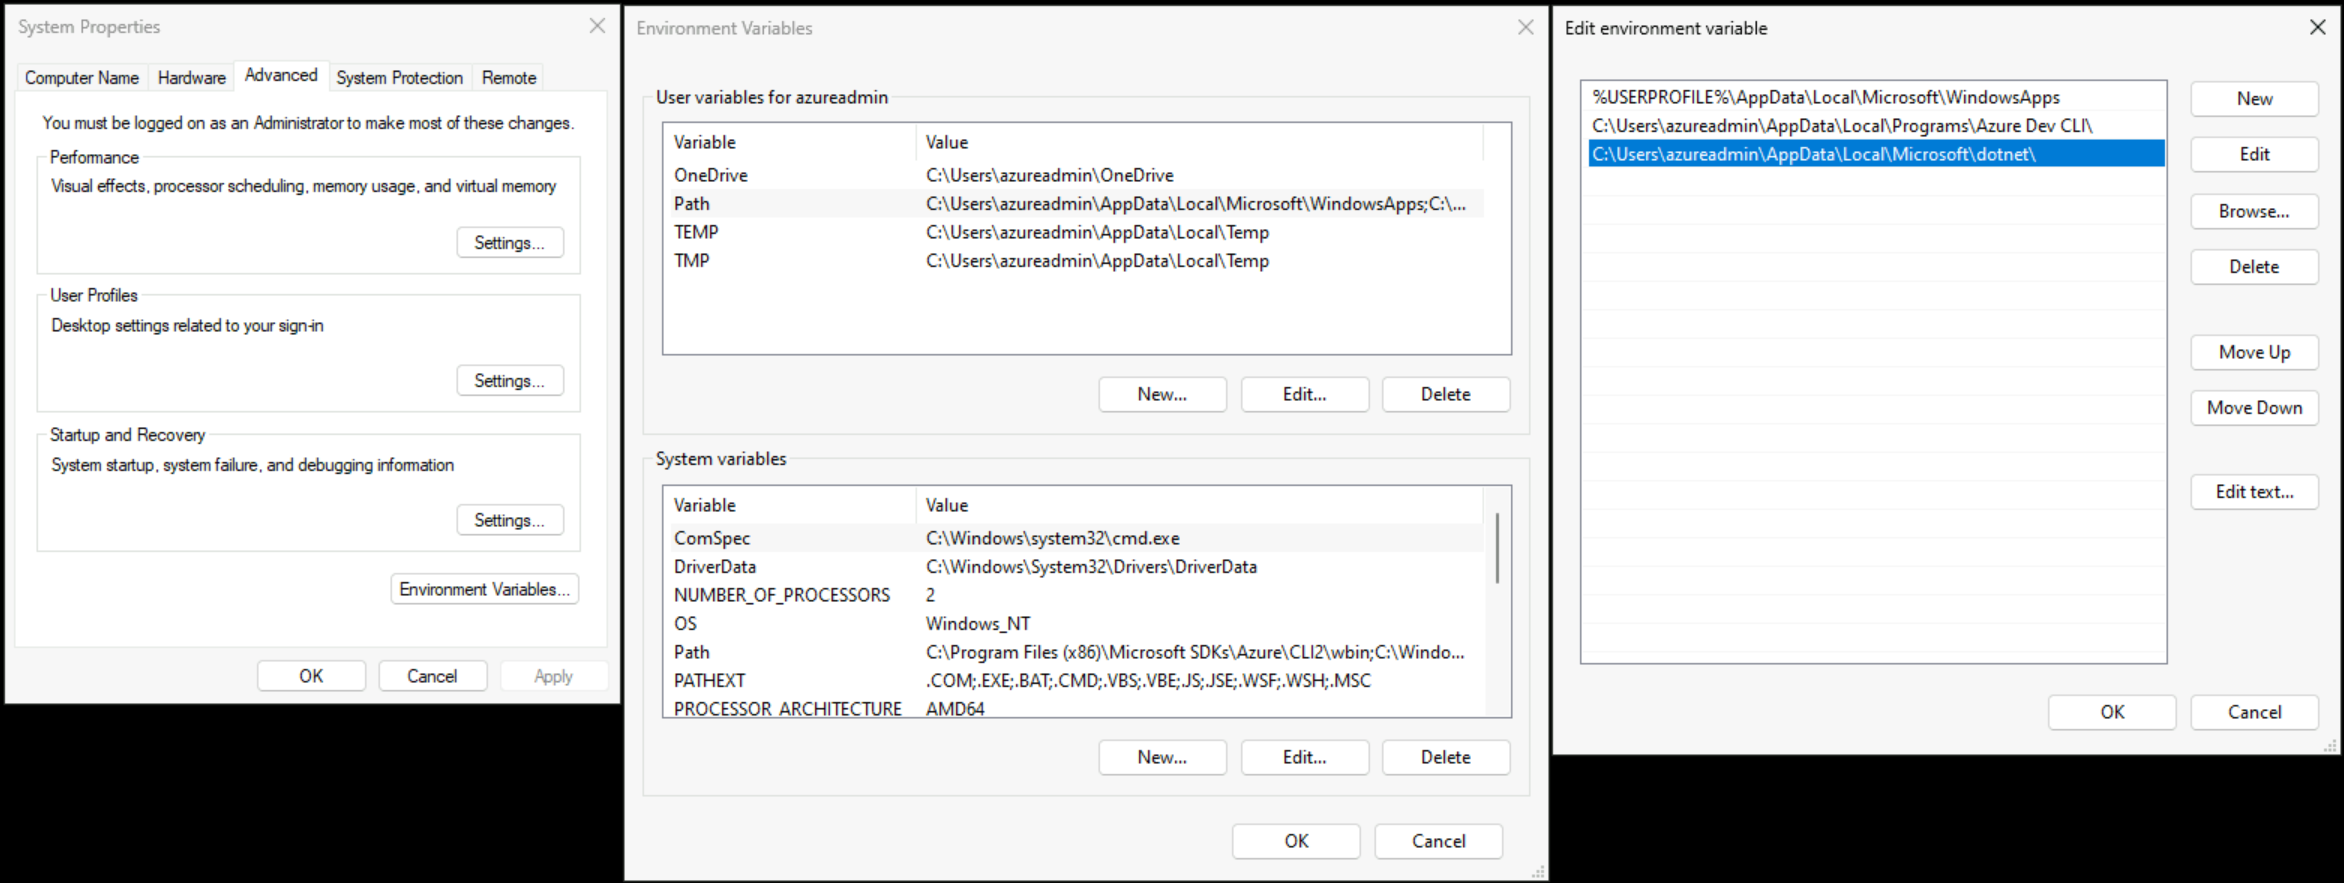 System Properties
Computer Name
Hardware
Advanced
System Protection
Remote
You must be logged on as an Administrator to make most of these changes.
Performance
Visual effects, processor scheduling, memory usage, and virtual memory
Settings...
User Profiles
Desktop settings related to your sign-in
Settings...
Startup and Recovery
System startup, system failure, and debugging information
Settings...
Environment Variables...
OK
Cancel
Apply
Environment Variables
User variables for azureadmin
Variable Value
OneDrive C:\Users\azureadmin\OneDrive
Path C:\Users\azureadmin\AppData\Local\Microsoft\WindowsApps;C:\...
TEMP C:\Users\azureadmin\AppData\Local\Temp
TMP C:\Users\azureadmin\AppData\Local\Temp
New...
Edit...
Delete
System variables
Variable Value
ComSpec C:\Windows\system32\cmd.exe
DriverData C:\Windows\System32\Drivers\DriverData
NUMBER_OF_PROCESSORS 2
OS Windows_NT
Path C:\Program Files (x86)\Microsoft SDKs\Azure\CLI2\wbin;C:\Windo...
PATHEXT .COM;.EXE;.BAT;.CMD;.VBS;.VBE;.JS;.JSE;.WSF;.WSH;.MSC
PROCESSOR_ARCHITECTURE AMD64
New...
Edit...
Delete
OK
Cancel
Edit environment variable
%USERPROFILE%\AppData\Local\Microsoft\WindowsApps
C:\Users\azureadmin\AppData\Local\Programs\Azure Dev CLI\
C:\Users\azureadmin\AppData\Local\Microsoft\dotnet\
New
Edit
Browse...
Delete
Move Up
Move Down
Edit text...
OK
Cancel